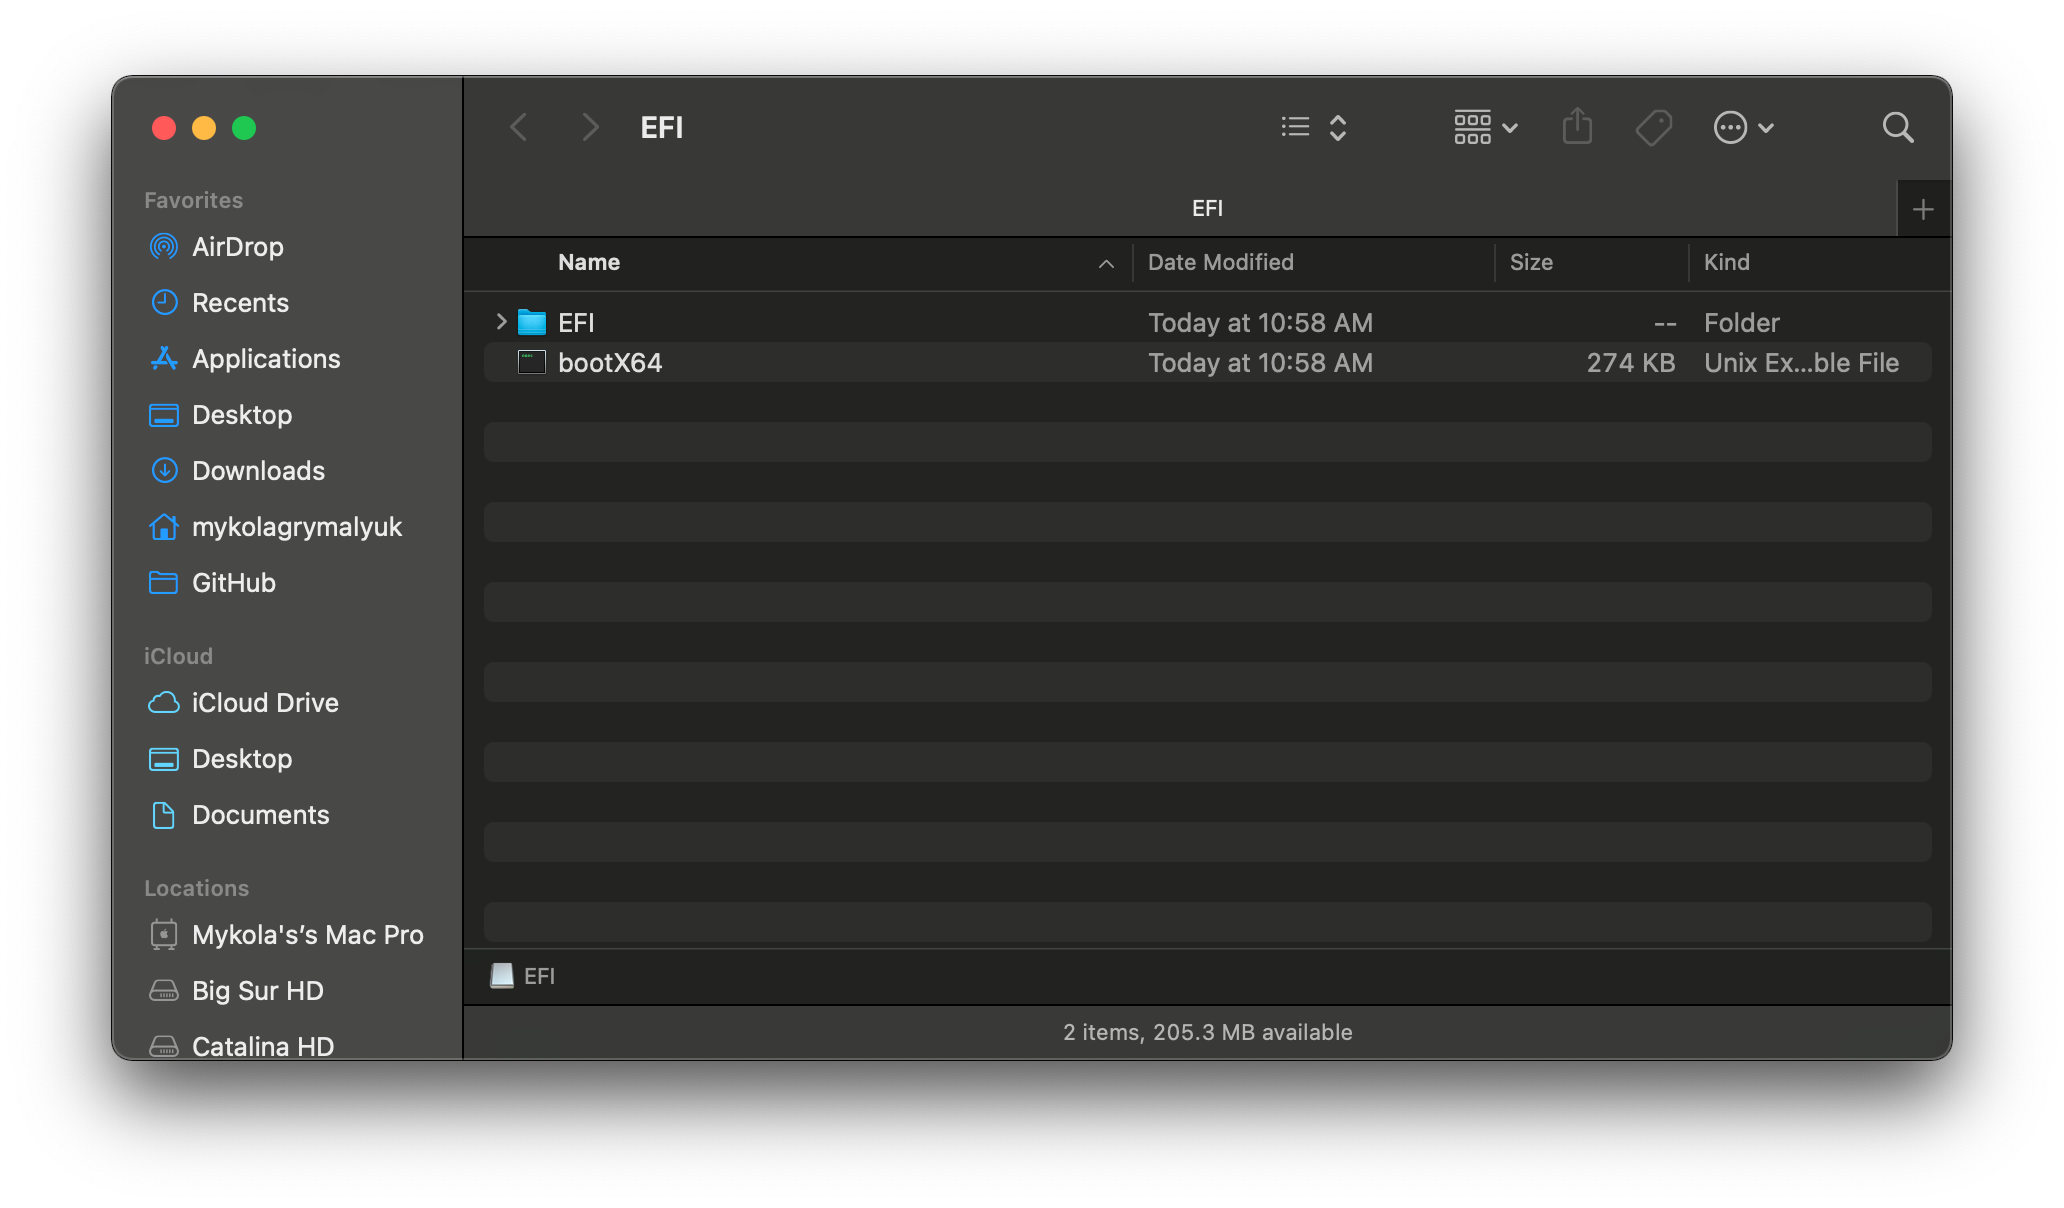 EFI
Favorites
AirDrop
Recents
Applications
Desktop
Downloads
mykolagrymalyuk
GitHub
iCloud
iCloud Drive
Desktop
Documents
Locations
Mykola's’s Mac Pro
Big Sur HD
Catalina HD
EFI
Name Date Modified Size Kind
EFI Today at 10:58 AM -- Folder
bootX64 Today at 10:58 AM 274 KB Unix Ex...ble File
EFI
2 items, 205.3 MB available